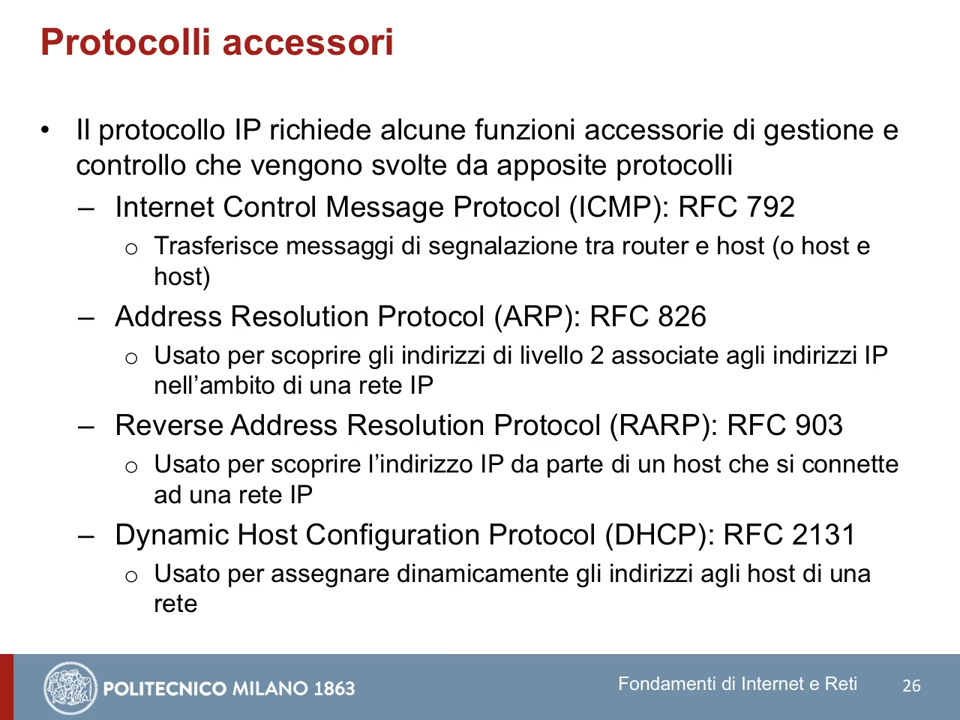 Protocolli accessori
• Il protocollo IP richiede alcune funzioni accessorie di gestione e
controllo che vengono svolte da apposite protocolli
– Internet Control Message Protocol (ICMP): RFC 792
o Trasferisce messaggi di segnalazione tra router e host (o host e
host)
– Address Resolution Protocol (ARP): RFC 826
o Usato per scoprire gli indirizzi di livello 2 associate agli indirizzi IP
nell’ambito di una rete IP
– Reverse Address Resolution Protocol (RARP): RFC 903
o Usato per scoprire l’indirizzo IP da parte di un host che si connette
ad una rete IP
– Dynamic Host Configuration Protocol (DHCP): RFC 2131
o Usato per assegnare dinamicamente gli indirizzi agli host di una
rete
POLITECNICO MILANO 1863
Fondamenti di Internet e Reti
26